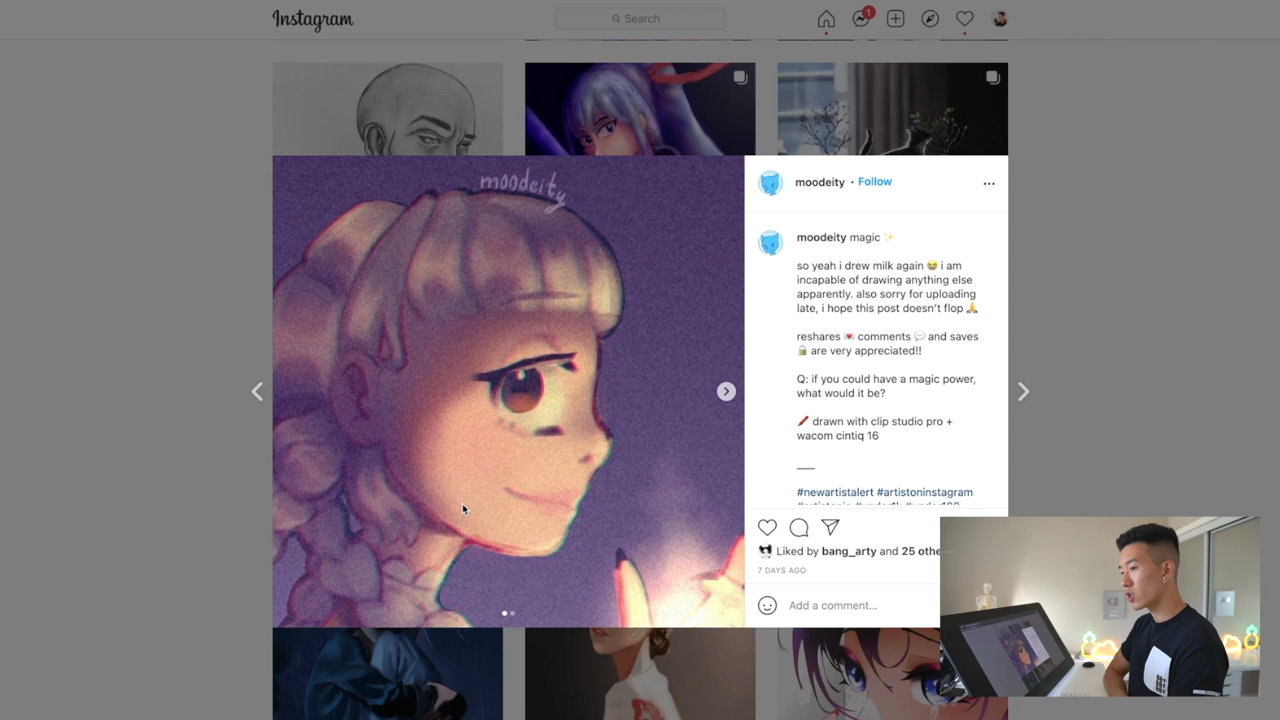 Instagram
Search
1
moodeity
moodeity • Follow
moodeity magic ✨
so yeah i drew milk again 😭 i am
incapable of drawing anything else
apparently. also sorry for uploading
late, i hope this post doesn't flop 🙏
reshares 💌 comments 💬 and saves
🔒 are very appreciated!!
Q: if you could have a magic power,
what would it be?
🖍️ drawn with clip studio pro +
wacom cintiq 16
___
#newartistalert #artistoninstagram
Liked by bang_arty and 25 othe
7 DAYS AGO
Add a comment...